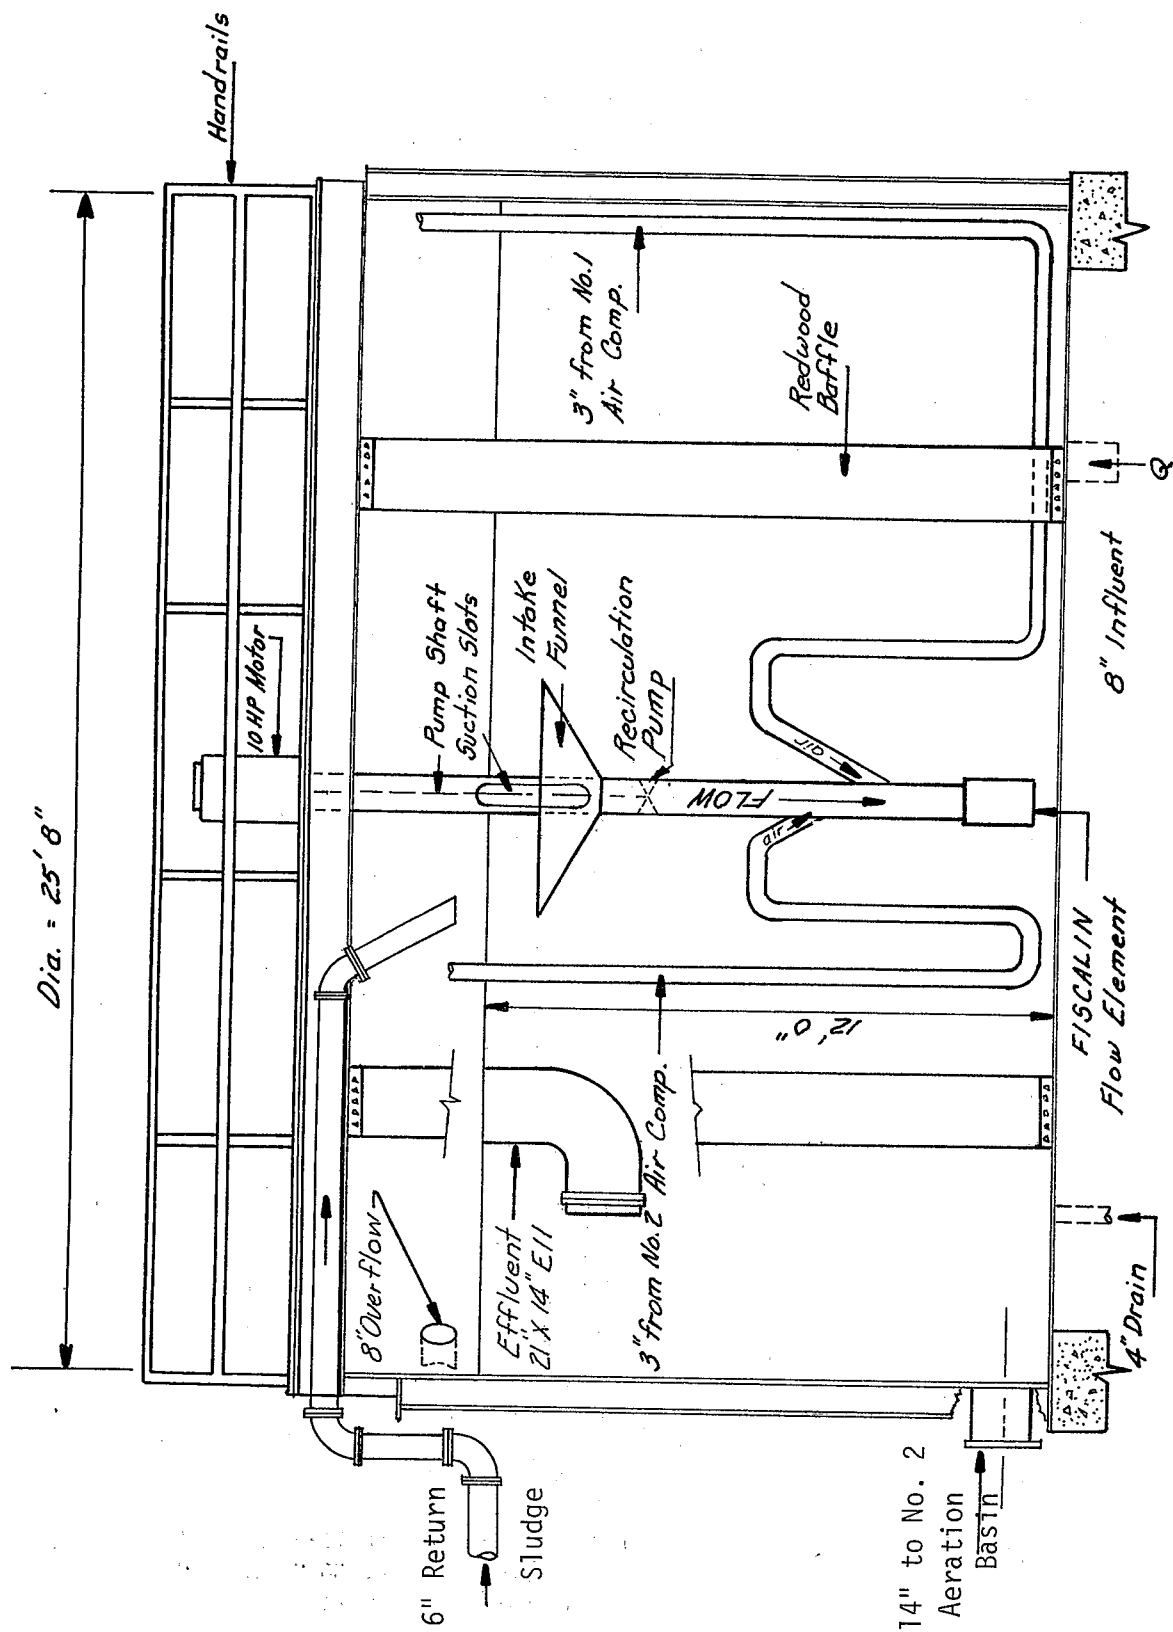 Dia. = 25' 8"
Handrails
10 HP Motor
Pump Shaft
Suction Slots
Intake
Funnel
Recirculation
Pump
3" from No.1
Air Comp.
Redwood
Baffle
8" Overflow
Effluent
21" X 14" Ell
3" from No.2 Air Comp.
12' 0"
air
air
FLOW
6" Return
Sludge
14" to No. 2
Aeration
Basin
4" Drain
FISCALIN
Flow Element
8" Influent
Q